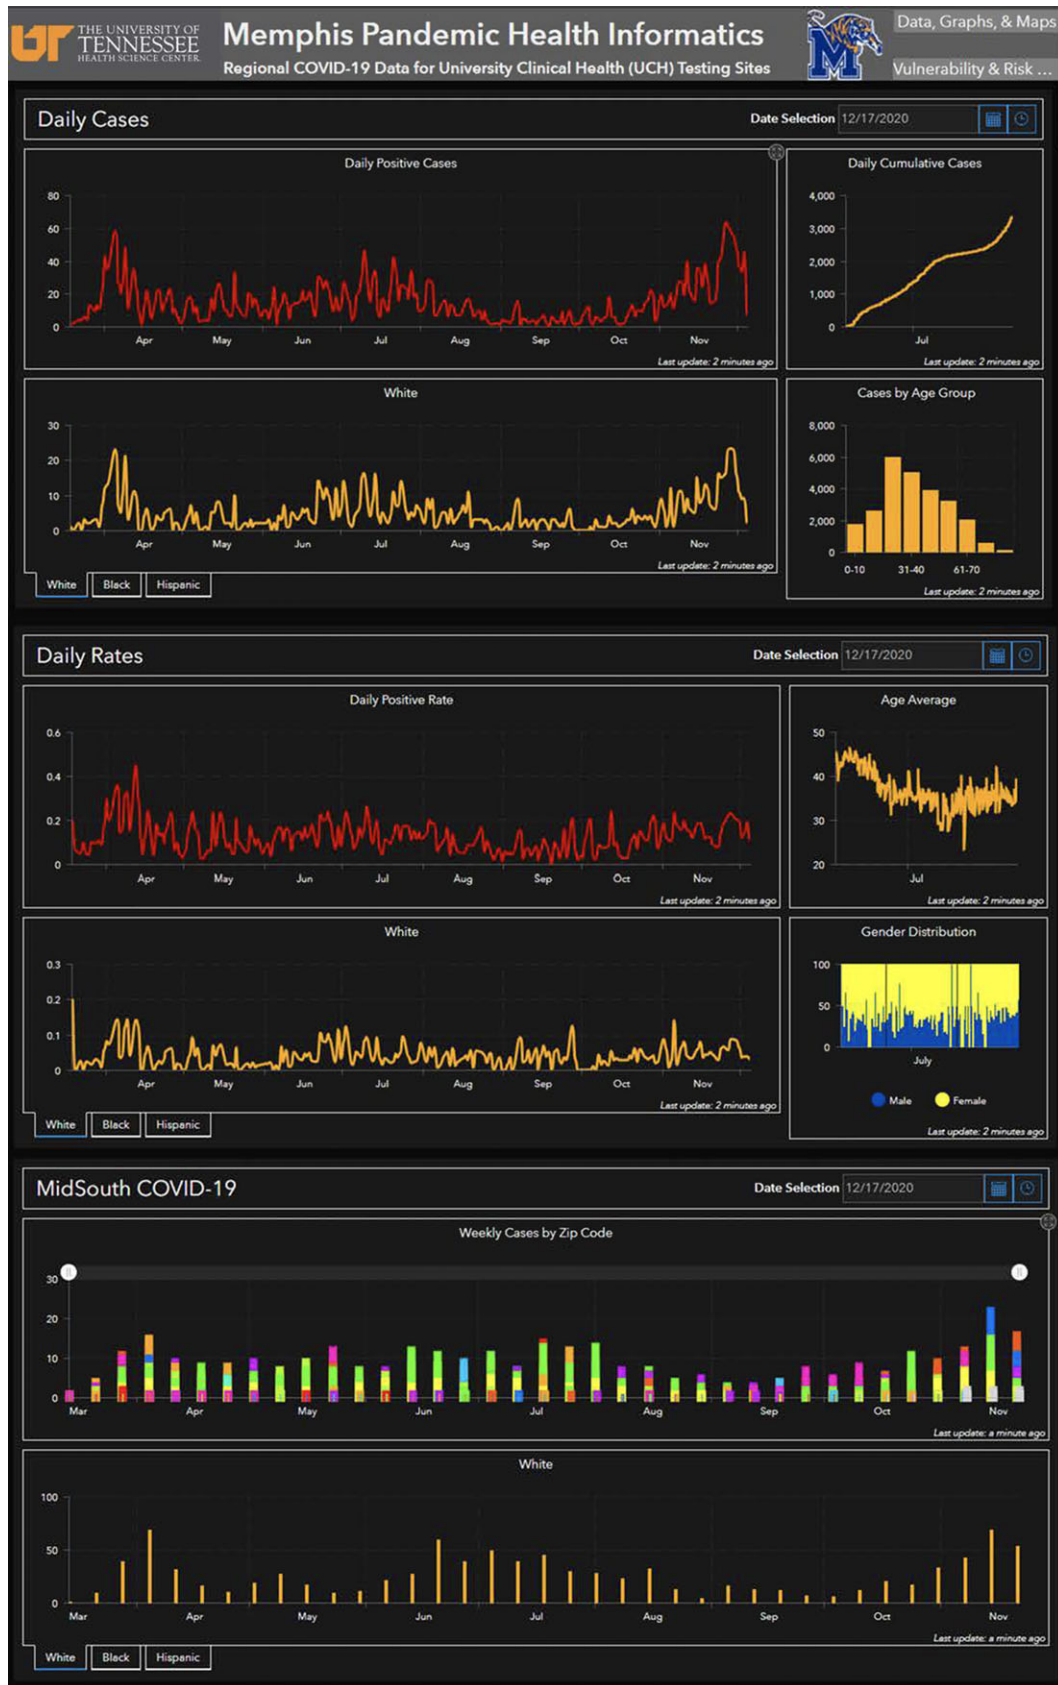 THE UNIVERSITY OF
TENNESSEE
HEALTH SCIENCE CENTER
Memphis Pandemic Health Informatics
Regional COVID-19 Data for University Clinical Health (UCH) Testing Sites
M
Data, Graphs, & Maps
Vulnerability & Risk ...
Daily Cases
Date Selection 12/17/2020
Daily Positive Cases
80
60
40
20
0
Apr May Jun Jul Aug Sep Oct Nov
Last update: 2 minutes ago
Daily Cumulative Cases
4,000
3,000
2,000
1,000
0
Jul
Last update: 2 minutes ago
White
30
20
10
0
Apr May Jun Jul Aug Sep Oct Nov
Last update: 2 minutes ago
White Black Hispanic
Cases by Age Group
8,000
6,000
4,000
2,000
0
0-10 31-40 61-70
Last update: 2 minutes ago
Daily Rates
Date Selection 12/17/2020
Daily Positive Rate
0.6
0.4
0.2
0
Apr May Jun Jul Aug Sep Oct Nov
Last update: 2 minutes ago
Age Average
50
40
30
20
Jul
Last update: 2 minutes ago
White
0.3
0.2
0.1
0
Apr May Jun Jul Aug Sep Oct Nov
Last update: 2 minutes ago
White Black Hispanic
Gender Distribution
100
50
0
July
Male Female
Last update: 2 minutes ago
MidSouth COVID-19
Date Selection 12/17/2020
Weekly Cases by Zip Code
30
20
10
0
Mar Apr May Jun Jul Aug Sep Oct Nov
Last update: a minute ago
White
100
50
0
Mar Apr May Jun Jul Aug Sep Oct Nov
Last update: a minute ago
White Black Hispanic